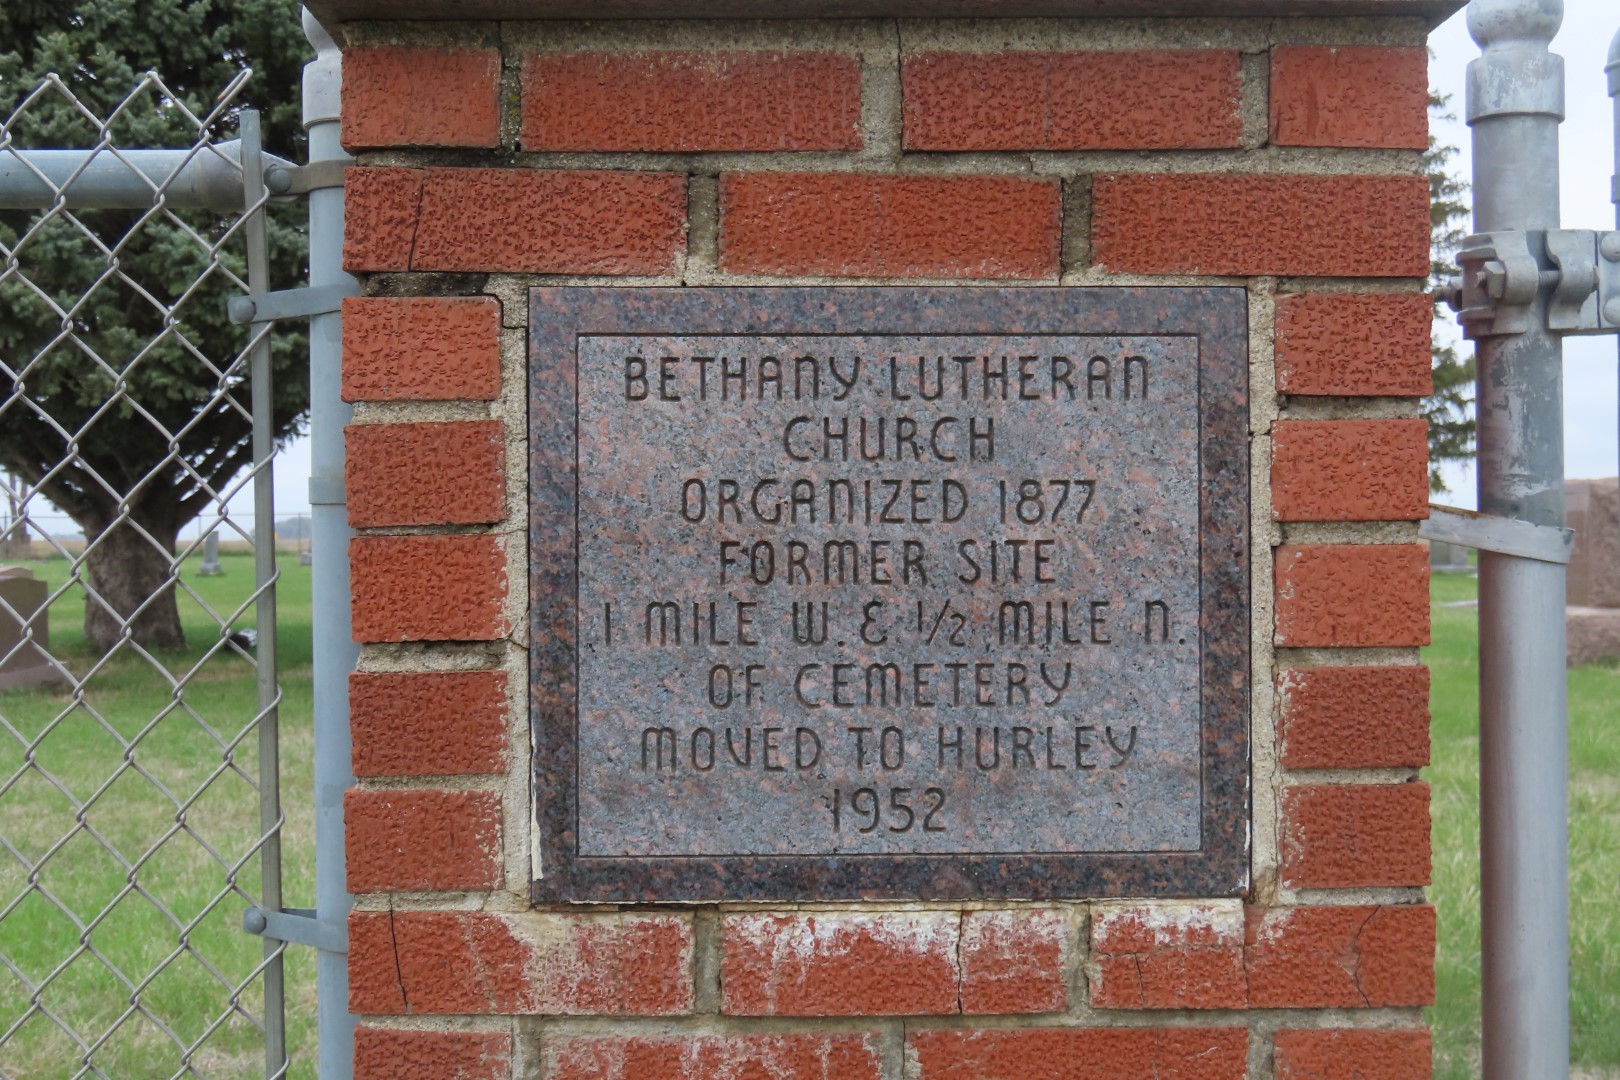 BETHANY LUTHERAN
CHURCH
ORGANIZED 1877
FORMER SITE
1 MILE W. & 1/2 MILE N.
OF CEMETERY
MOVED TO HURLEY
1952